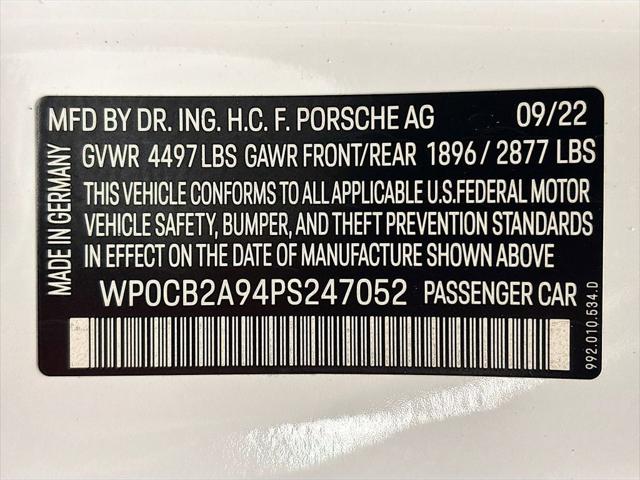 MFD BY DR. ING. H.C. F. PORSCHE AG 09/22
GVWR 4497 LBS GAWR FRONT/REAR 1896 / 2877 LBS
THIS VEHICLE CONFORMS TO ALL APPLICABLE U.S.FEDERAL MOTOR
VEHICLE SAFETY, BUMPER, AND THEFT PREVENTION STANDARDS
IN EFFECT ON THE DATE OF MANUFACTURE SHOWN ABOVE
WP0CB2A94PS247052 PASSENGER CAR
MADE IN GERMANY
992.010.534.D